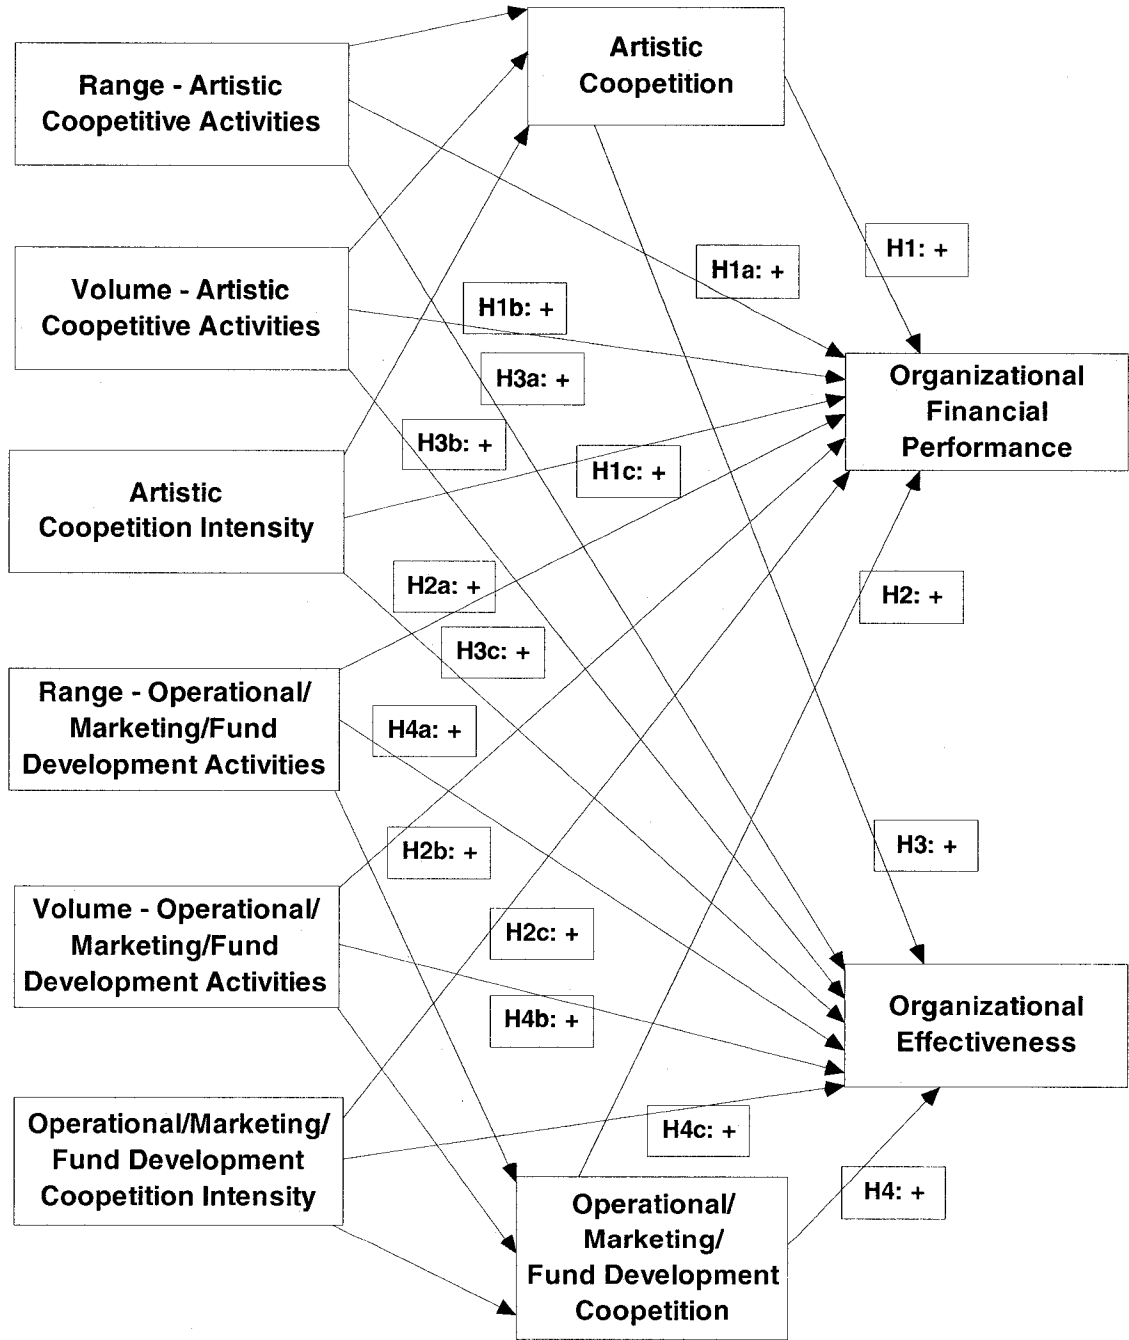 Artistic
Coopetition
Range - Artistic
Coopetitive Activities
H1: +
H1a: +
Volume - Artistic
Coopetitive Activities
H1b: +
H3a: +
Organizational
Financial
Performance
H3b: +
H1c: +
Artistic
Coopetition Intensity
H2a: +
H2: +
H3c: +
Range - Operational/
Marketing/Fund
Development Activities
H4a: +
H3: +
H2b: +
Volume - Operational/
Marketing/Fund
Development Activities
H2c: +
H4b: +
Organizational
Effectiveness
Operational/Marketing/
Fund Development
Coopetition Intensity
H4c: +
H4: +
Operational/
Marketing/
Fund Development
Coopetition